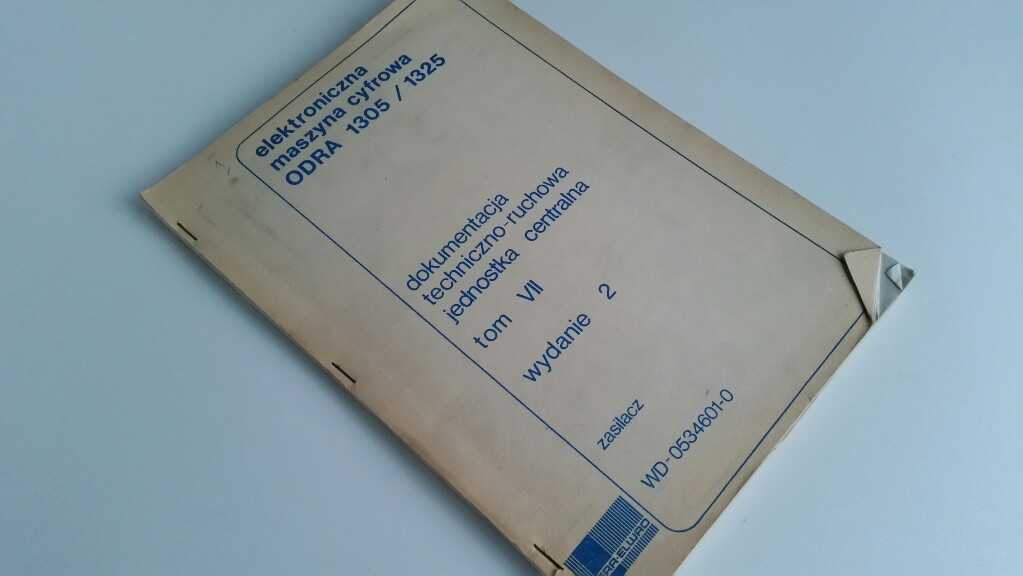 elektroniczna
maszyna cyfrowa
ODRA 1305 / 1325
dokumentacja
techniczno-ruchowa
jednostka centralna
tom VII
wydanie 2
zasilacz
WD-0534601-0